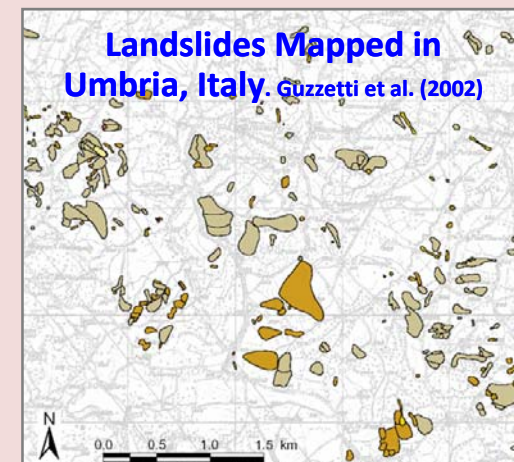 Landslides Mapped in
Umbria, Italy. Guzzetti et al. (2002)
N
0.0 0.5 1.0 1.5 km